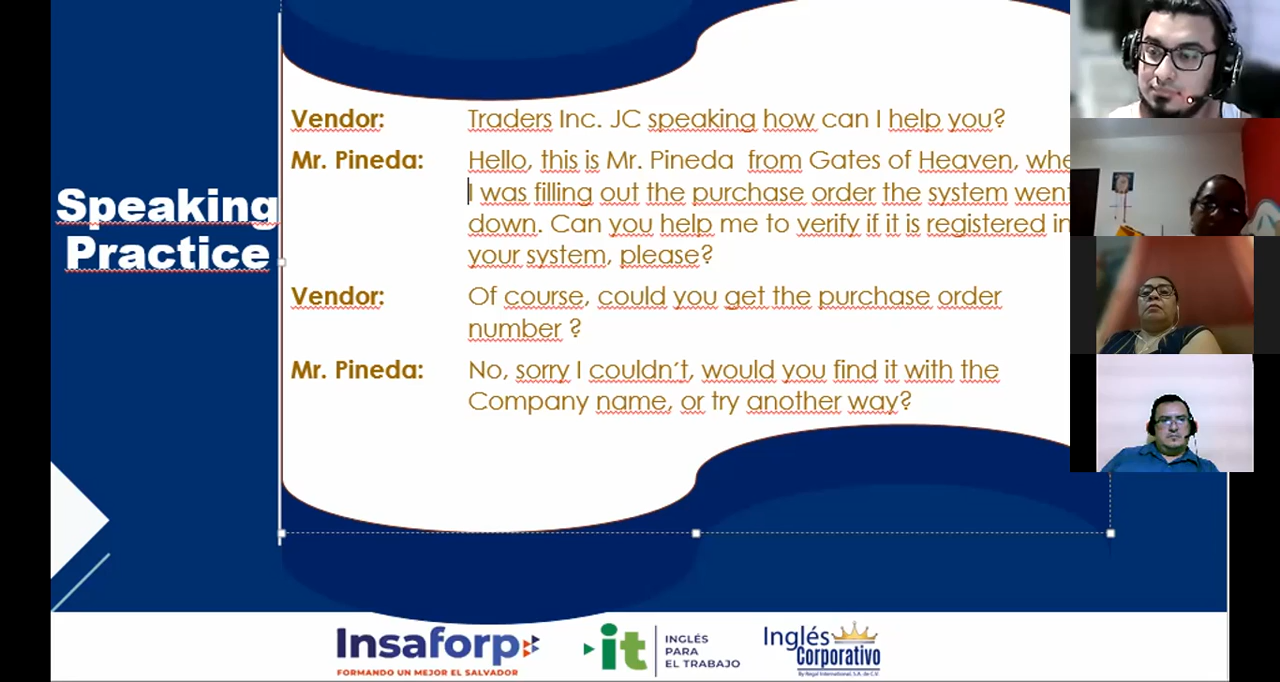 Speaking
Practice
Vendor: Traders Inc. JC speaking how can I help you?
Mr. Pineda: Hello, this is Mr. Pineda from Gates of Heaven,
I was filling out the purchase order the system went
down. Can you help me to verify if it is registered in
your system, please?
Vendor: Of course, could you get the purchase order
number ?
Mr. Pineda: No, sorry I couldn't, would you find it with the
Company name, or try another way?
Insaforp
FORMANDO UN MEJOR EL SALVADOR
it
INGLÉS
PARA
EL TRABAJO
Inglés
Corporativo
By Regal International, S.A. de C.V.